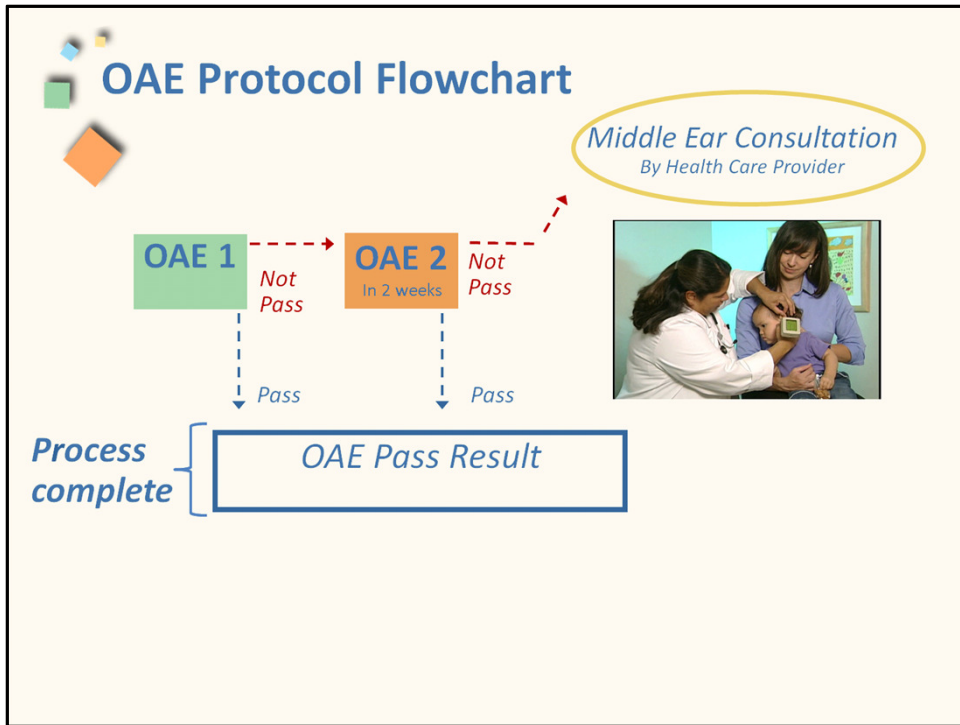 OAE Protocol Flowchart
Middle Ear Consultation
By Health Care Provider
OAE 1
Not
Pass
OAE 2
In 2 weeks
Not
Pass
Pass
Pass
Process
complete
OAE Pass Result